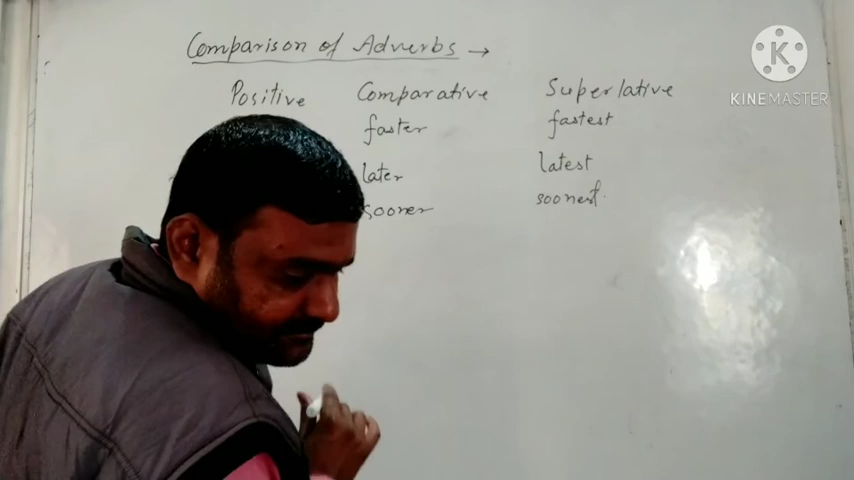 Comparison of Adverbs →
Positive Comparative Superlative
faster fastest
later latest
sooner soonest
K
KINEMASTER